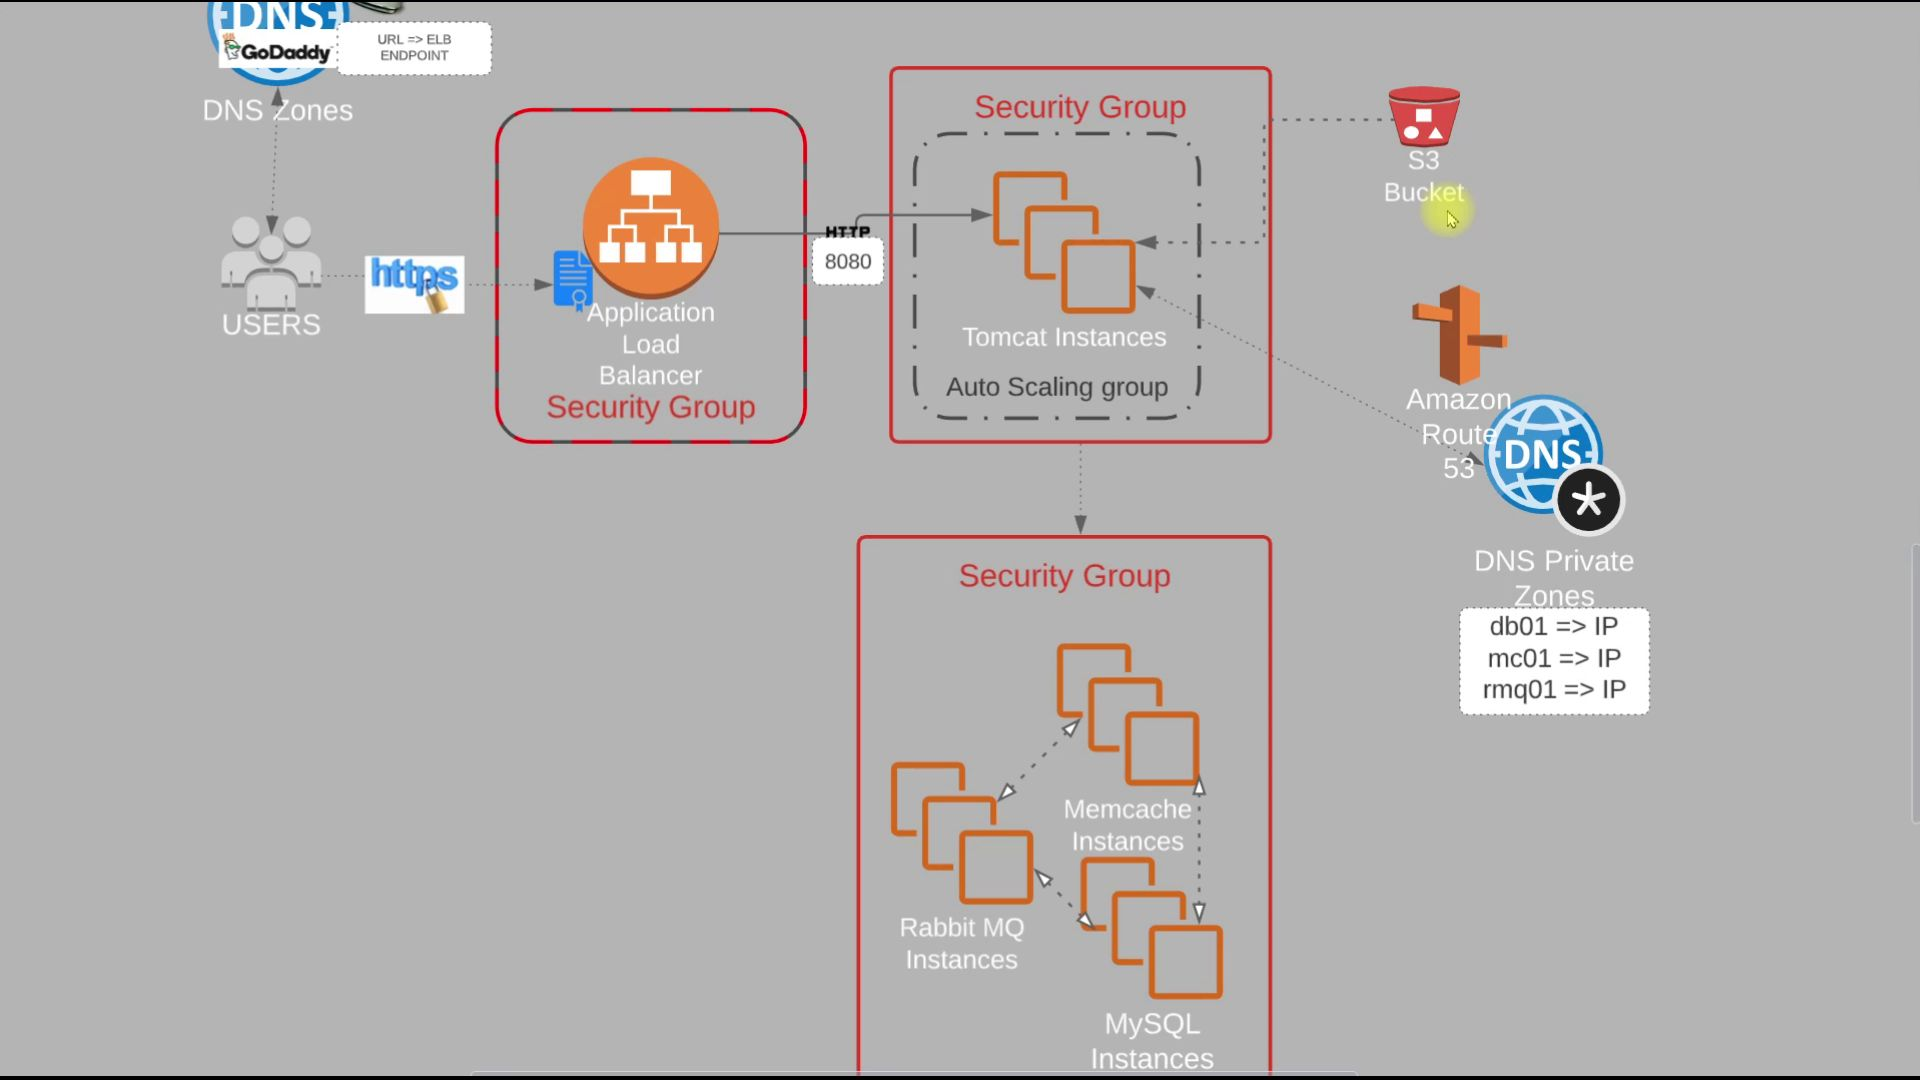 DNS
GoDaddy
URL => ELB
ENDPOINT
DNS Zones
USERS
https
Application
Load
Balancer
Security Group
HTTP
8080
Security Group
Tomcat Instances
Auto Scaling group
S3
Bucket
Amazon
Route
53
DNS
DNS Private
Zones
db01 => IP
mc01 => IP
rmq01 => IP
Security Group
Memcache
Instances
Rabbit MQ
Instances
MySQL
Instances